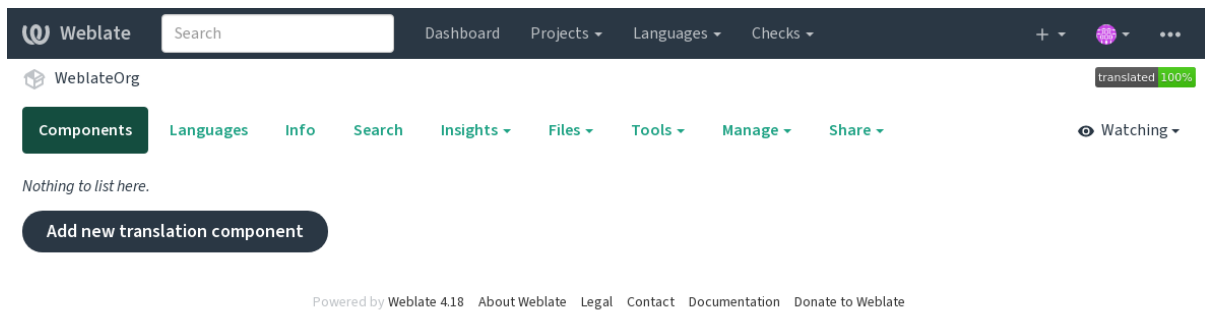 Weblate Search Dashboard Projects Languages Checks
WeblateOrg translated 100%
Components Languages Info Search Insights Files Tools Manage Share Watching
Nothing to list here.
Add new translation component
Powered by Weblate 4.18 About Weblate Legal Contact Documentation Donate to Weblate